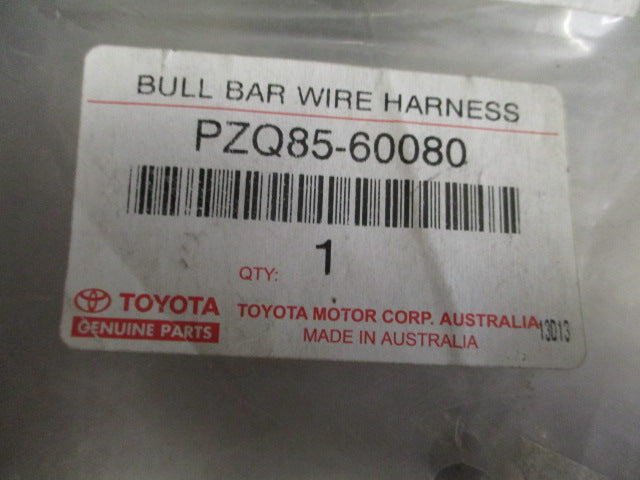 BULL BAR WIRE HARNESS
PZQ85-60080
QTY: 1
TOYOTA
GENUINE PARTS
TOYOTA MOTOR CORP. AUSTRALIA
MADE IN AUSTRALIA
13D13